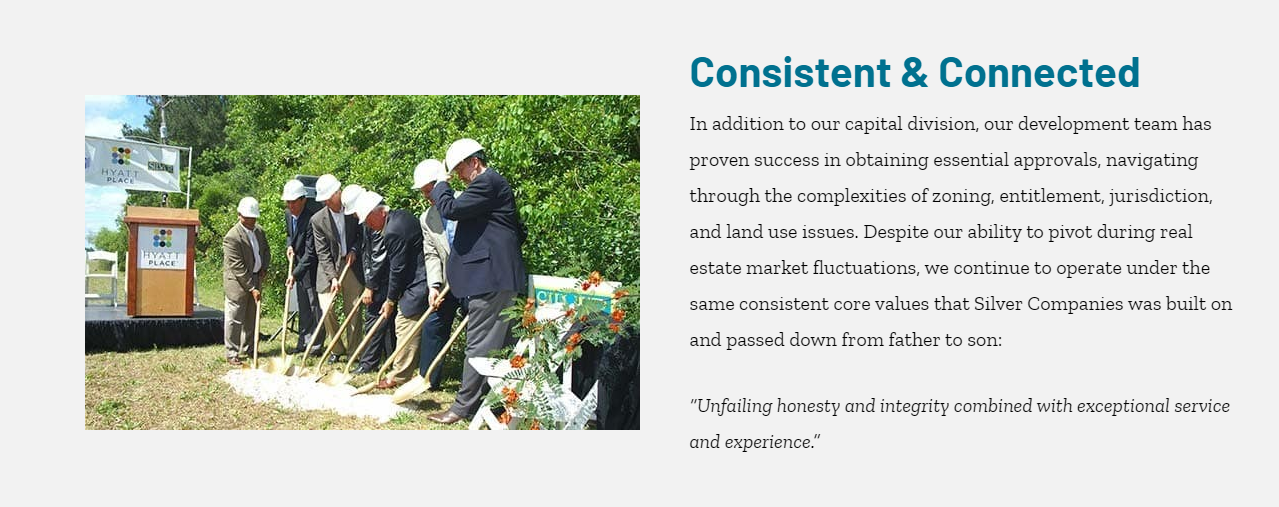 Consistent & Connected
In addition to our capital division, our development team has
proven success in obtaining essential approvals, navigating
through the complexities of zoning, entitlement, jurisdiction,
and land use issues. Despite our ability to pivot during real
estate market fluctuations, we continue to operate under the
same consistent core values that Silver Companies was built on
and passed down from father to son:
“Unfailing honesty and integrity combined with exceptional service
and experience.”
HYATT
PLACE
HYATT
PLACE